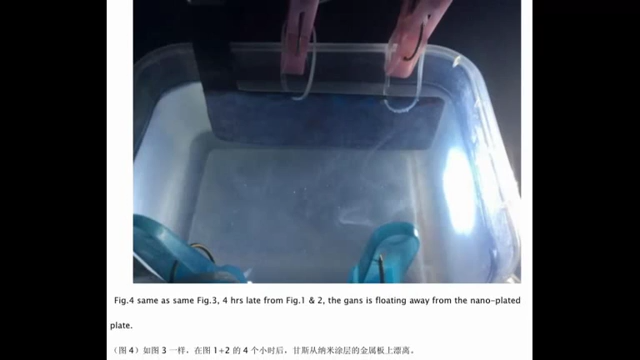 Fig.4 same as same Fig.3, 4 hrs late from Fig.1 & 2, the gans is floating away from the nano-plated
plate.
（图 4）如图 3 一样，在图 1+2 的 4 个小时后，甘斯从纳米涂层的金属板上漂离。